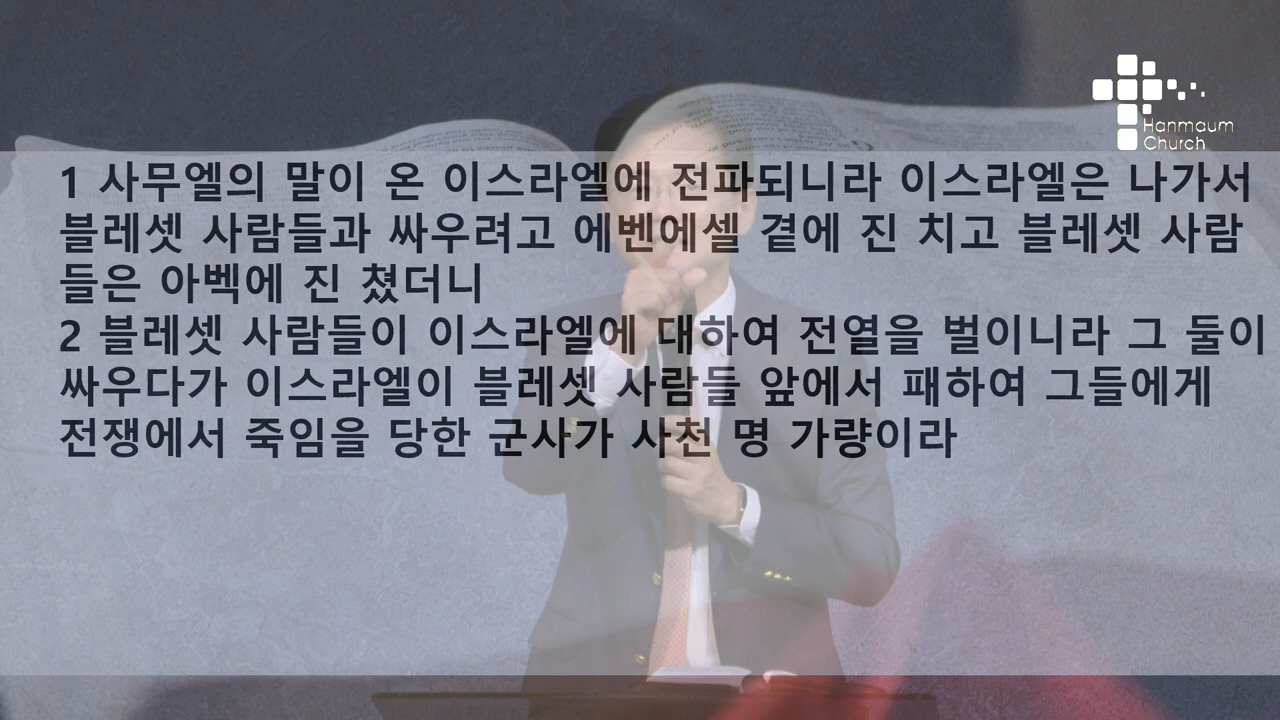 Hanmaum
Church
1 사무엘의 말이 온 이스라엘에 전파되니라 이스라엘은 나가서
블레셋 사람들과 싸우려고 에벤에셀 곁에 진 치고 블레셋 사람
들은 아벡에 진 쳤더니
2 블레셋 사람들이 이스라엘에 대하여 전열을 벌이니라 그 둘이
싸우다가 이스라엘이 블레셋 사람들 앞에서 패하여 그들에게
전쟁에서 죽임을 당한 군사가 사천 명 가량이라